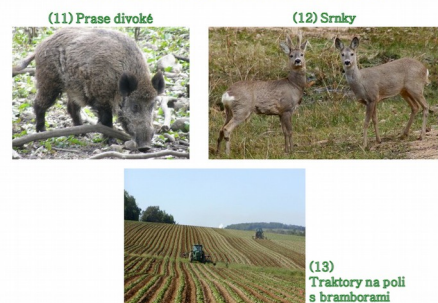 (11) Prase divoké
(12) Srnky
(13)
Traktory na poli
s bramborami